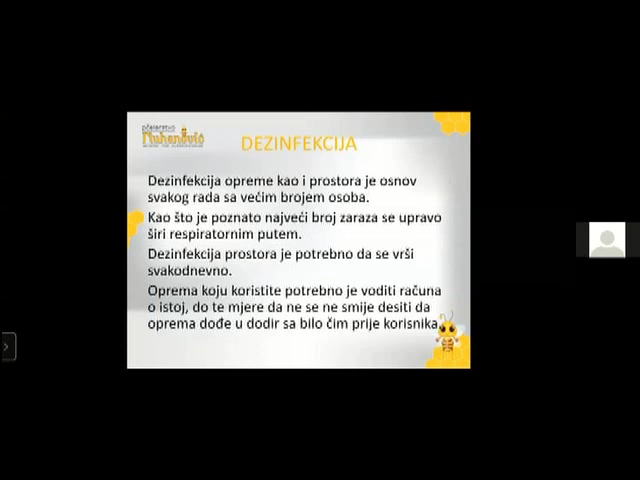 pčelarstvo
Muhanović
DEZINFEKCIJA
Dezinfekcija opreme kao i prostora je osnov
svakog rada sa većim brojem osoba.
Kao što je poznato najveći broj zaraza se upravo
širi respiratornim putem.
Dezinfekcija prostora je potrebno da se vrši
svakodnevno.
Oprema koju koristite potrebno je voditi računa
o istoj, do te mjere da ne se ne smije desiti da
oprema dođe u dodir sa bilo čim prije korisnika.